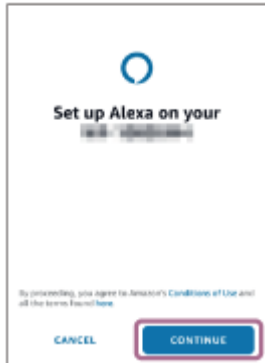 Set up Alexa on your
By proceeding, you agree to Amazon's Conditions of Use and
all the terms found here.
CANCEL
CONTINUE